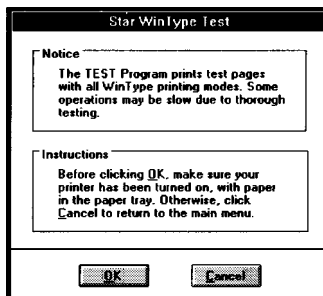 Star WinType Test
Notice
The TEST Program prints test pages
with all WinType printing modes. Some
operations may be slow due to thorough
testing.
Instructions
Before clicking OK, make sure your
printer has been turned on, with paper
in the paper tray. Otherwise, click
Cancel to return to the main menu.
OK
Cancel